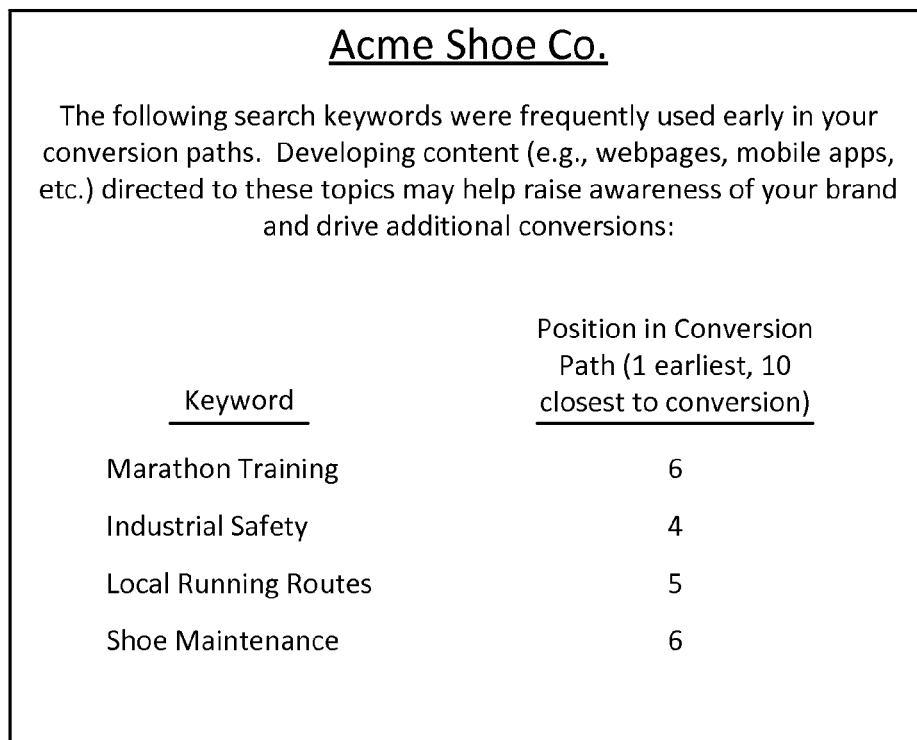 Acme Shoe Co.
The following search keywords were frequently used early in your
conversion paths.  Developing content (e.g., webpages, mobile apps,
etc.) directed to these topics may help raise awareness of your brand
and drive additional conversions:
Position in Conversion
Path (1 earliest, 10
Keyword closest to conversion)
Marathon Training 6
Industrial Safety 4
Local Running Routes 5
Shoe Maintenance 6